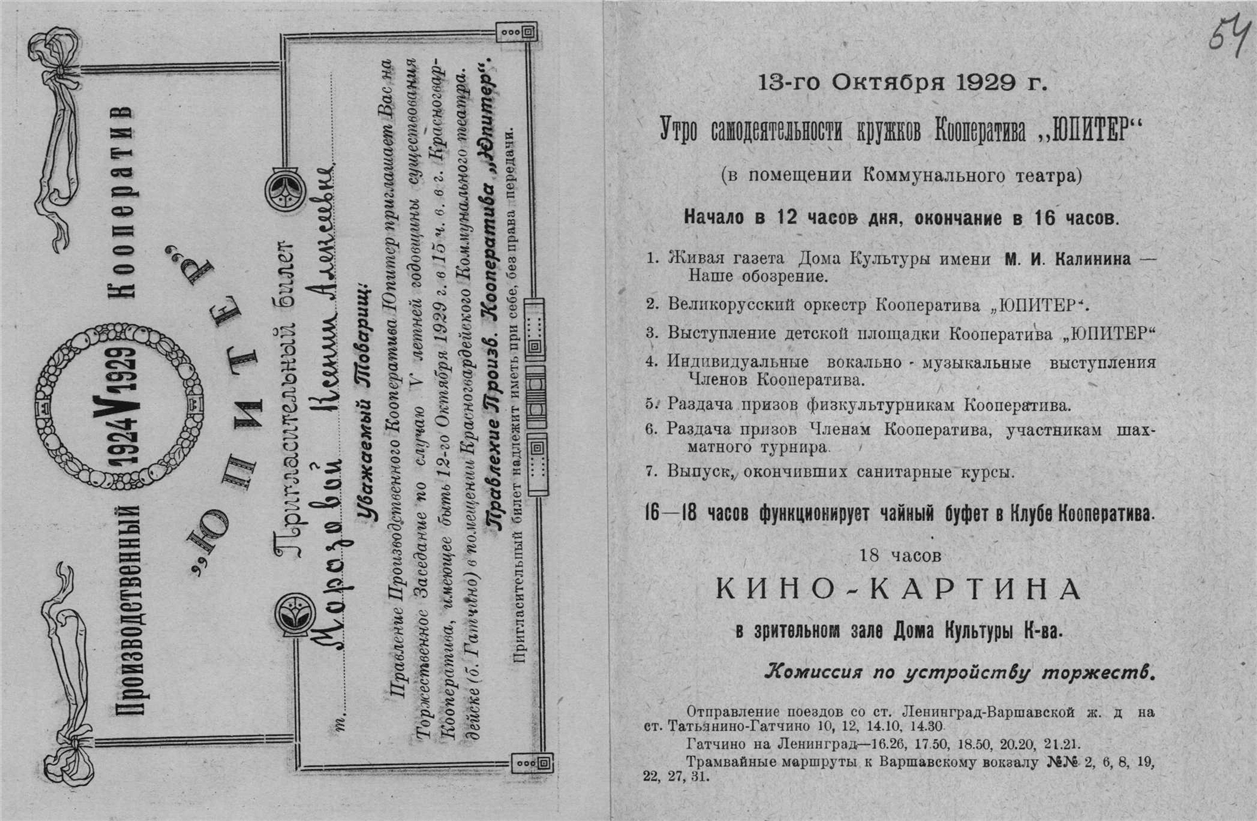 Производственный Кооператив
1924 V 1929
„ЮПИТЕР“
Пригласительный билет
т. Морозовой Ксении Алексеевне
Уважаемый Товарищ:
Правление Производственного Кооператива Юпитер приглашает Вас на
Торжественное Заседание по случаю V летней годовщины существования
Кооператива, имеющее быть 12-го Октября 1929 г. в 15 ч. в. в г. Красногвар-
дейске (б. Гатчино) в помещении Красногвардейского Коммунального театра.
Правление Произв. Кооператива „Юпитер“.
Пригласительный билет надлежит иметь при себе, без права передачи.
54
13-го Октября 1929 г.
Утро самодеятельности кружков Кооператива „ЮПИТЕР“
(в помещении Коммунального театра)
Начало в 12 часов дня, окончание в 16 часов.
1. Живая газета Дома Культуры имени М. И. Калинина —
Наше обозрение.
2. Великорусский оркестр Кооператива „ЮПИТЕР“.
3. Выступление детской площадки Кооператива „ЮПИТЕР“
4. Индивидуальные вокально - музыкальные выступления
Членов Кооператива.
5. Раздача призов физкультурникам Кооператива.
6. Раздача призов Членам Кооператива, участникам шах-
матного турнира.
7. Выпуск, окончивших санитарные курсы.
16—18 часов функционирует чайный буфет в Клубе Кооператива.
18 часов
КИНО-КАРТИНА
в зрительном зале Дома Культуры К-ва.
Комиссия по устройству торжеств.
Отправление поездов со ст. Ленинград-Варшавской ж. д на
ст. Татьянино-Гатчино 10, 12, 14.10, 14.30
Гатчино на Ленинград—16.26, 17.50, 18.50, 20.20, 21.21.
Трамвайные маршруты к Варшавскому вокзалу №№ 2, 6, 8, 19,
22, 27, 31.